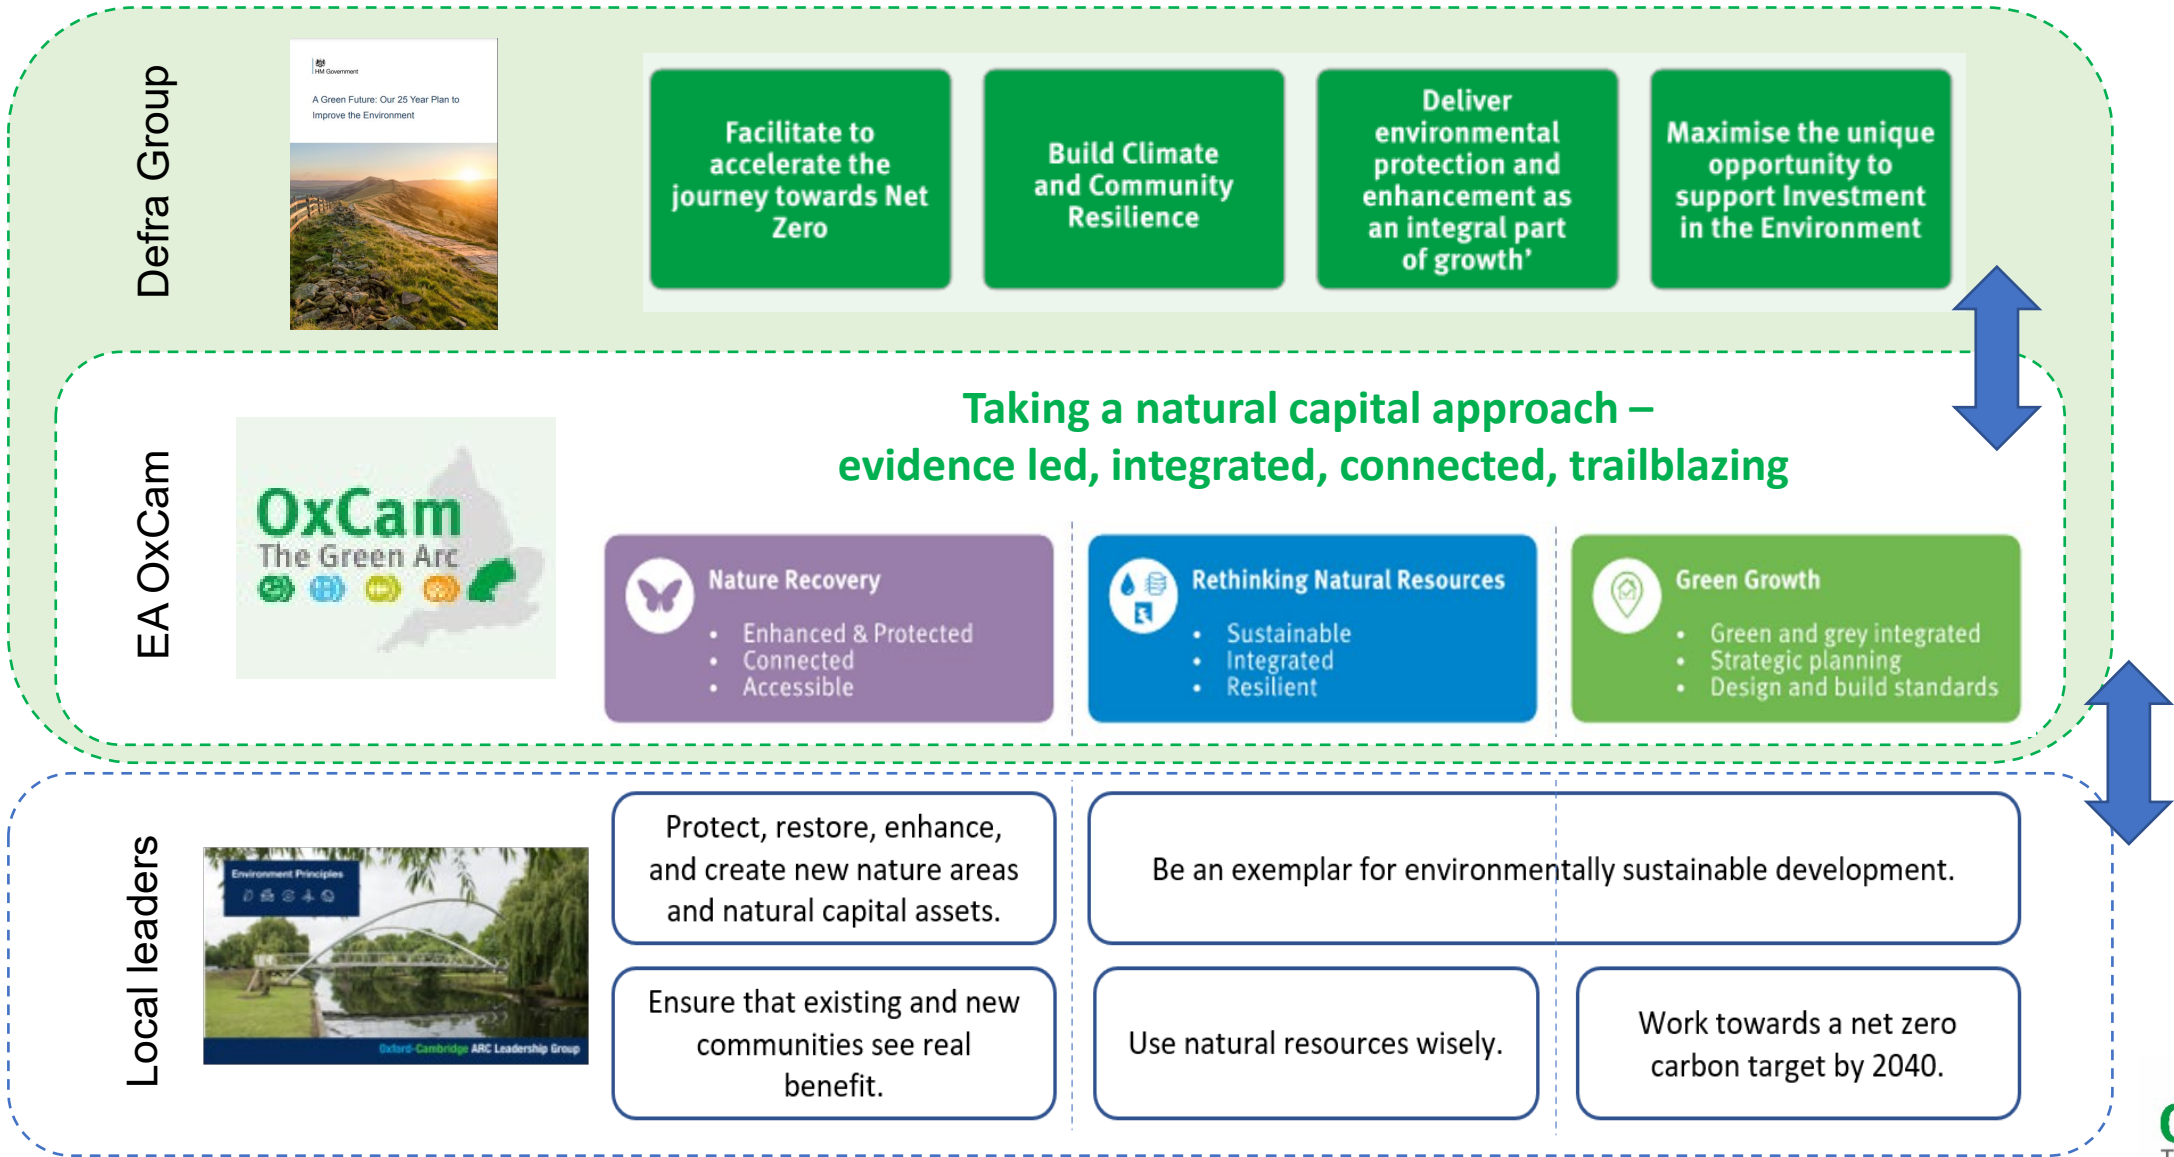 Defra Group
HM Government
A Green Future: Our 25 Year Plan to
Improve the Environment
Facilitate to
accelerate the
journey towards Net
Zero
Build Climate
and Community
Resilience
Deliver
environmental
protection and
enhancement as
an integral part
of growth’
Maximise the unique
opportunity to
support Investment
in the Environment
EA OxCam
OxCam
The Green Arc
Taking a natural capital approach –
evidence led, integrated, connected, trailblazing
Nature Recovery
• Enhanced & Protected
• Connected
• Accessible
Rethinking Natural Resources
• Sustainable
• Integrated
• Resilient
Green Growth
• Green and grey integrated
• Strategic planning
• Design and build standards
Local leaders
Environment Principles
Oxford-Cambridge ARC Leadership Group
Protect, restore, enhance,
and create new nature areas
and natural capital assets.
Be an exemplar for environmentally sustainable development.
Ensure that existing and new
communities see real
benefit.
Use natural resources wisely.
Work towards a net zero
carbon target by 2040.